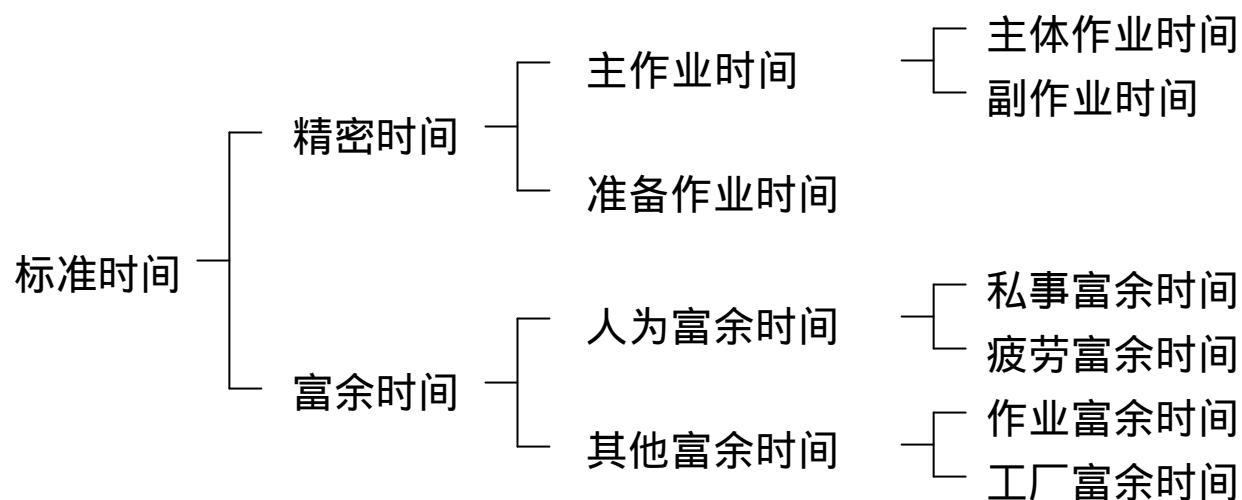 主体作业时间
主作业时间
副作业时间
精密时间
准备作业时间
标准时间
私事富余时间
人为富余时间
疲劳富余时间
富余时间
作业富余时间
其他富余时间
工厂富余时间